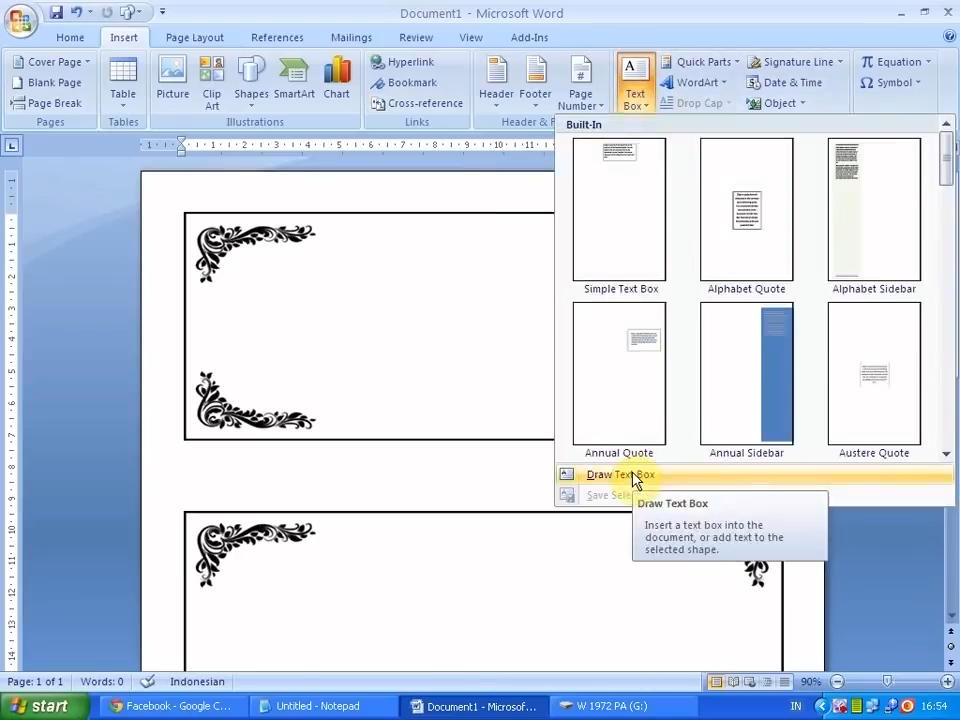 Document1 - Microsoft Word
Home Insert Page Layout References Mailings Review View Add-Ins
Cover Page
Blank Page
Page Break
Pages
Table
Tables
Picture
Clip Art
Shapes
SmartArt
Chart
Illustrations
Hyperlink
Bookmark
Cross-reference
Links
Header
Footer
Page Number
Header & F
Text Box
Quick Parts
WordArt
Drop Cap
Signature Line
Date & Time
Object
Equation
Symbol
Built-In
Simple Text Box Alphabet Quote Alphabet Sidebar
Annual Quote Annual Sidebar Austere Quote
Draw Text Box
Save Sele
Draw Text Box
Insert a text box into the
document, or add text to the
selected shape.
Page: 1 of 1 Words: 0 Indonesian 90%
start Facebook - Google C... Untitled - Notepad Document1 - Microsof... W 1972 PA (G:) IN 16:54